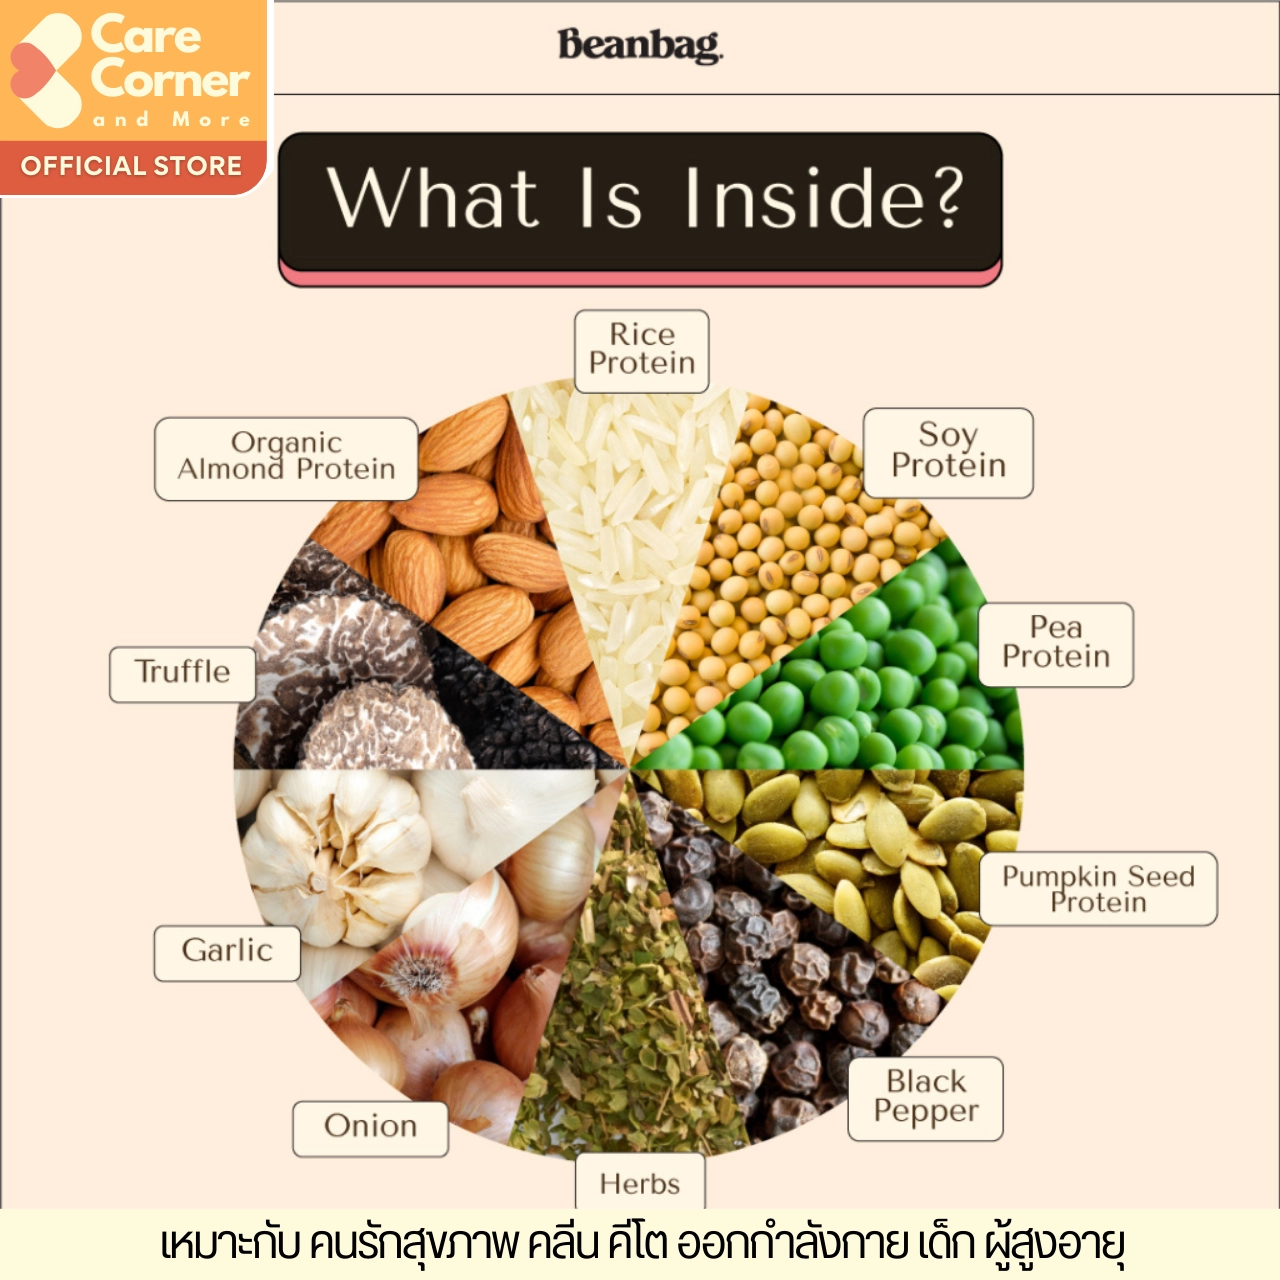 Care
Corner
and More
OFFICIAL STORE
Beanbag.
What Is Inside?
Rice
Protein
Organic
Almond Protein
Soy
Protein
Pea
Protein
Truffle
Pumpkin Seed
Protein
Garlic
Black
Pepper
Onion
Herbs
เหมาะกับ คนรักสุขภาพ คลีน คีโต ออกกำลังกาย เด็ก ผู้สูงอายุ